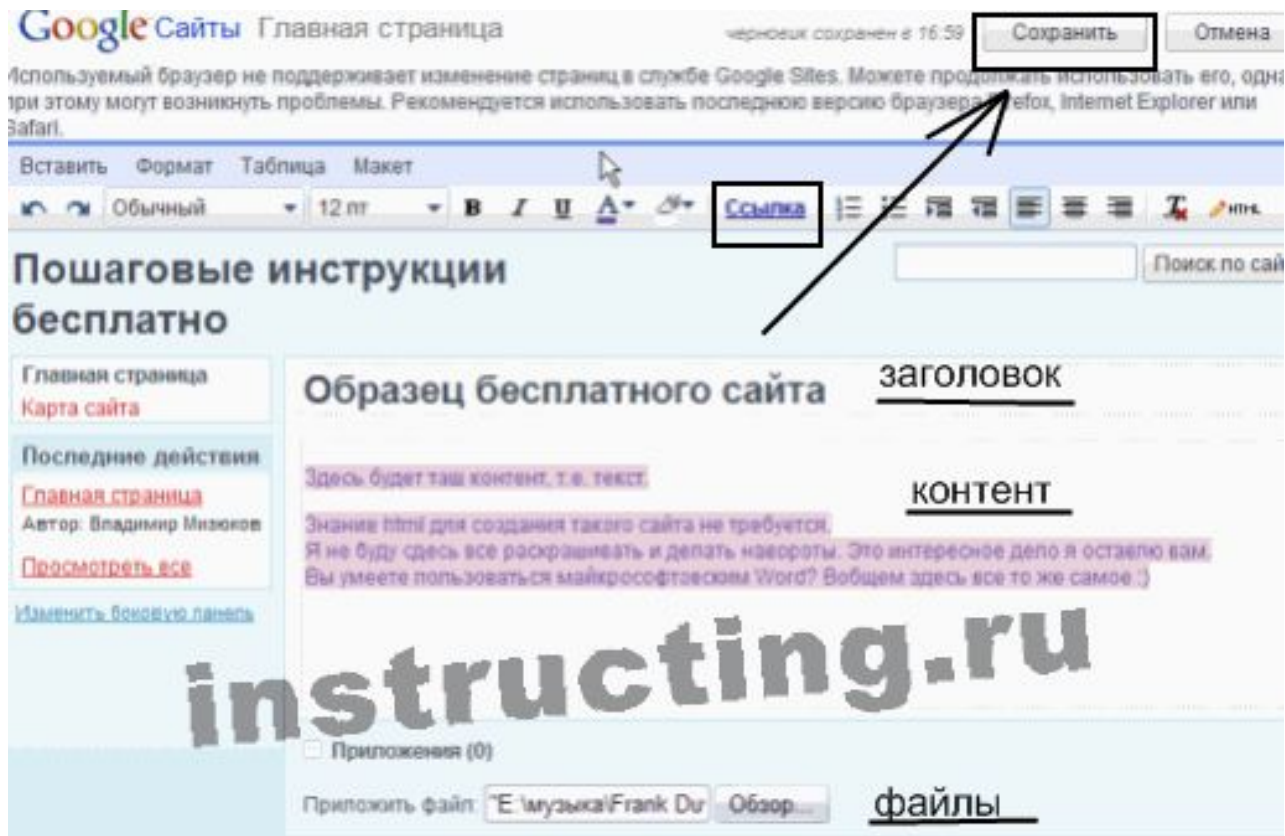 Google Сайты Главная страница черновик сохранен в 16:59 Сохранить Отмена
Используемый браузер не поддерживает изменение страниц в службе Google Sites. Можете продолжать использовать его, одна
при этому могут возникнуть проблемы. Рекомендуется использовать последнюю версию браузера Firefox, Internet Explorer или
Safari.
Вставить Формат Таблица Макет
Обычный 12 пт B I U A Ссылка HTML
Пошаговые инструкции
бесплатно
Поиск по сай
Главная страница
Карта сайта
Последние действия
Главная страница
Автор: Владимир Мизюков
Просмотреть все
Изменить боковую панель
Образец бесплатного сайта
заголовок
Здесь будет таш контент, т.е. текст.
контент
Знание html для создания такого сайта не требуется.
Я не буду сдесь все раскрашивать и делать навороты. Это интересное дело я оставлю вам.
Вы умеете пользоваться майкрософтовским Word? Вобщем здесь все то же самое :)
instructing.ru
Приложения (0)
Приложить файл: "E:\музыка\Frank Du Обзор...
файлы